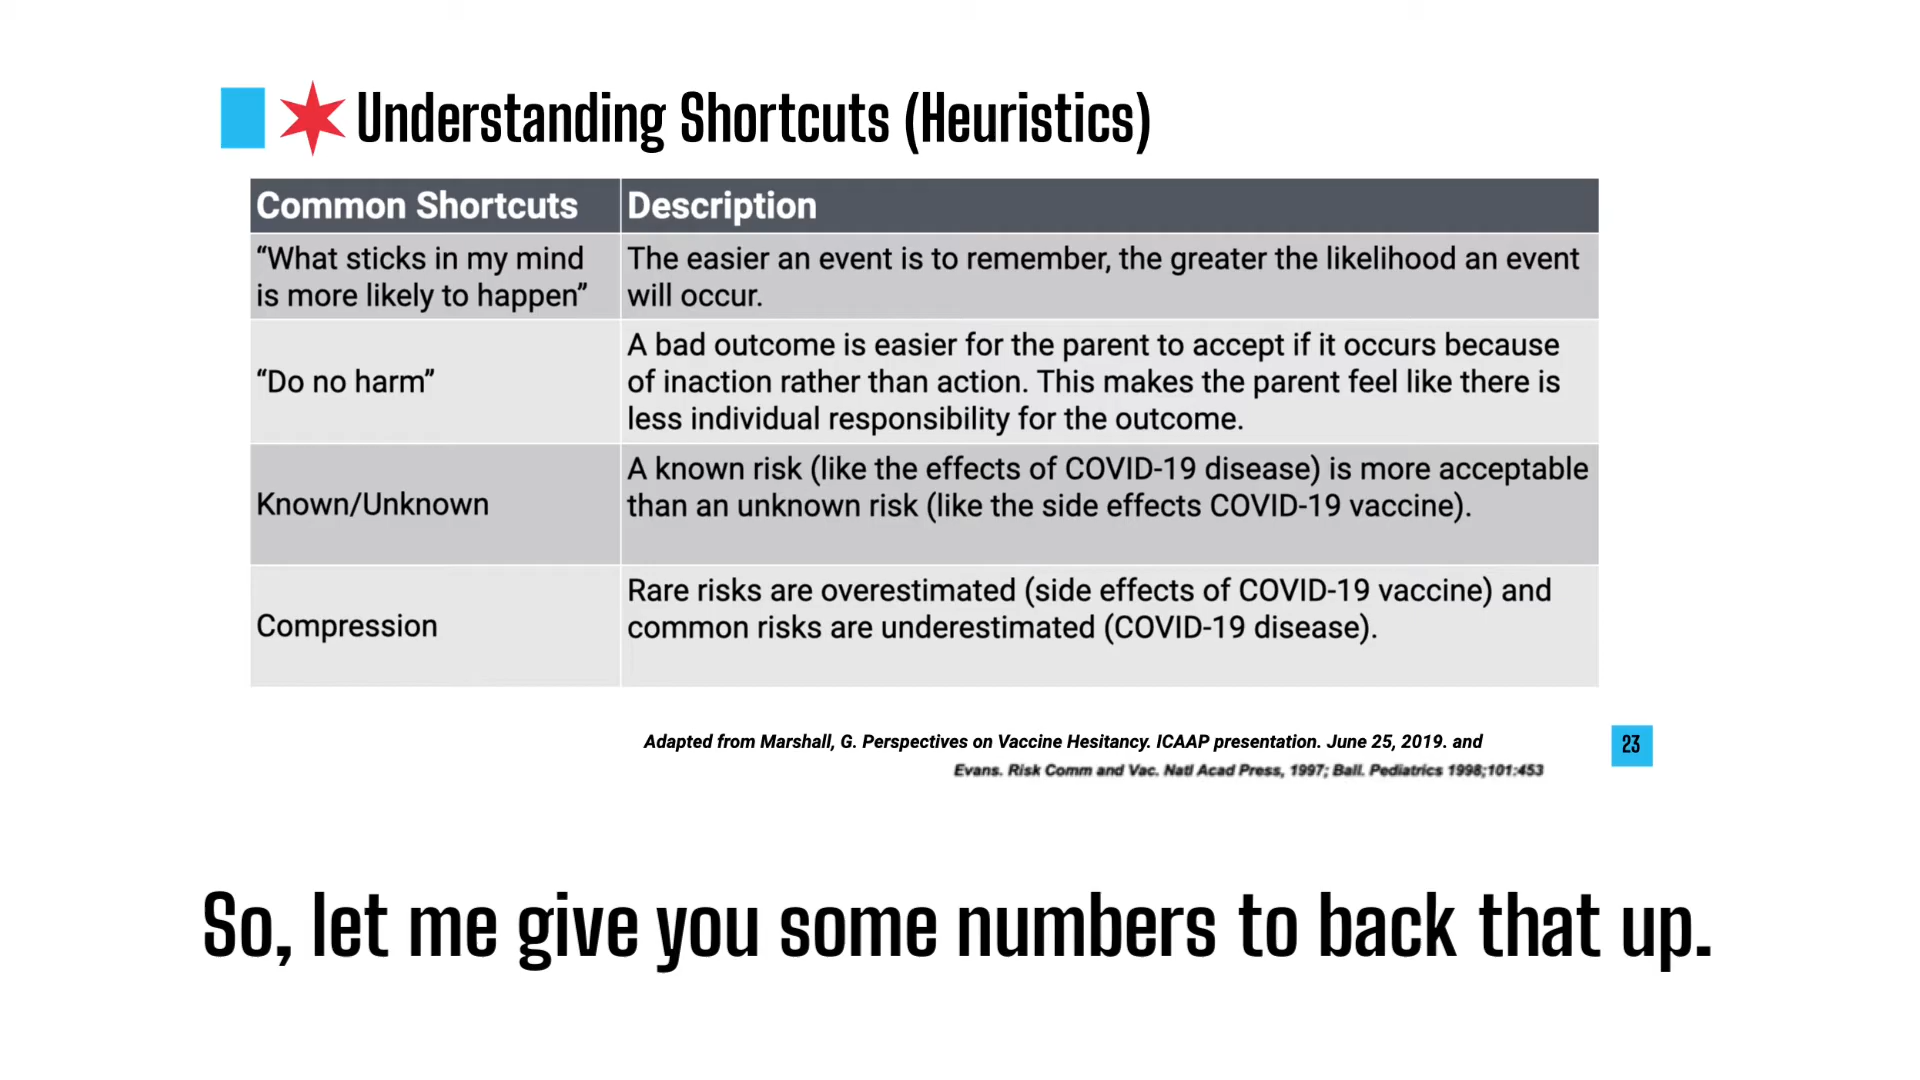 Understanding Shortcuts (Heuristics)
Common Shortcuts
Description
“What sticks in my mind
is more likely to happen”
The easier an event is to remember, the greater the likelihood an event
will occur.
“Do no harm”
A bad outcome is easier for the parent to accept if it occurs because
of inaction rather than action. This makes the parent feel like there is
less individual responsibility for the outcome.
Known/Unknown
A known risk (like the effects of COVID-19 disease) is more acceptable
than an unknown risk (like the side effects COVID-19 vaccine).
Compression
Rare risks are overestimated (side effects of COVID-19 vaccine) and
common risks are underestimated (COVID-19 disease).
Adapted from Marshall, G. Perspectives on Vaccine Hesitancy. ICAAP presentation. June 25, 2019. and
Evans. Risk Comm and Vac. Natl Acad Press, 1997; Ball. Pediatrics 1998;101:453
23
So, let me give you some numbers to back that up.